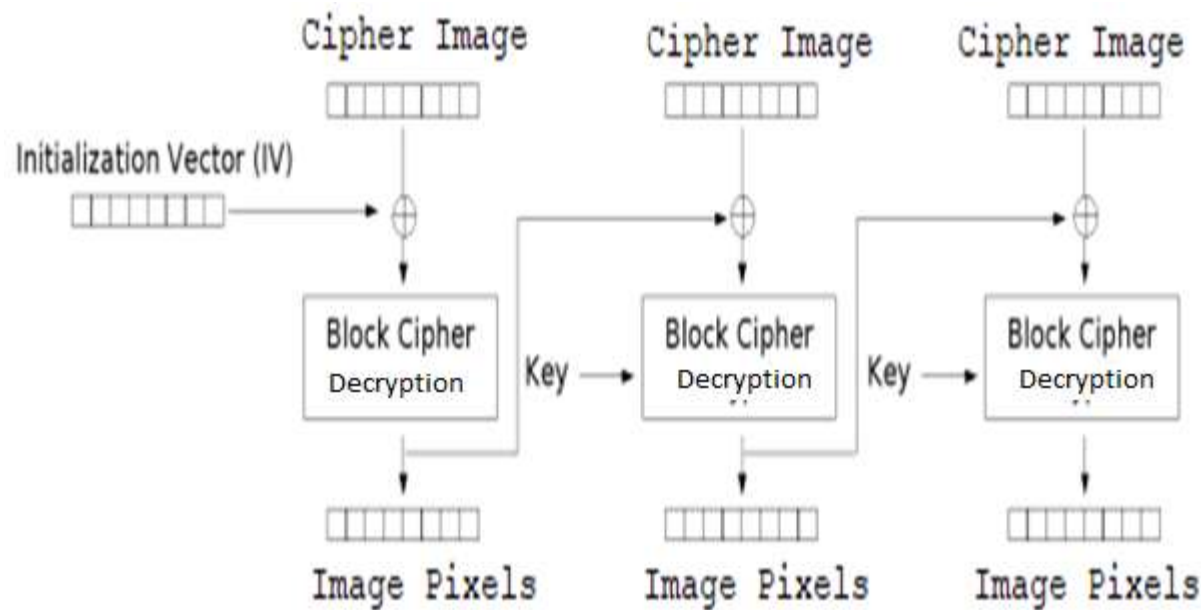 Cipher Image
Cipher Image
Cipher Image
Initialization Vector (IV)
Block Cipher
Decryption
Key
Block Cipher
Decryption
Key
Block Cipher
Decryption
Image Pixels
Image Pixels
Image Pixels